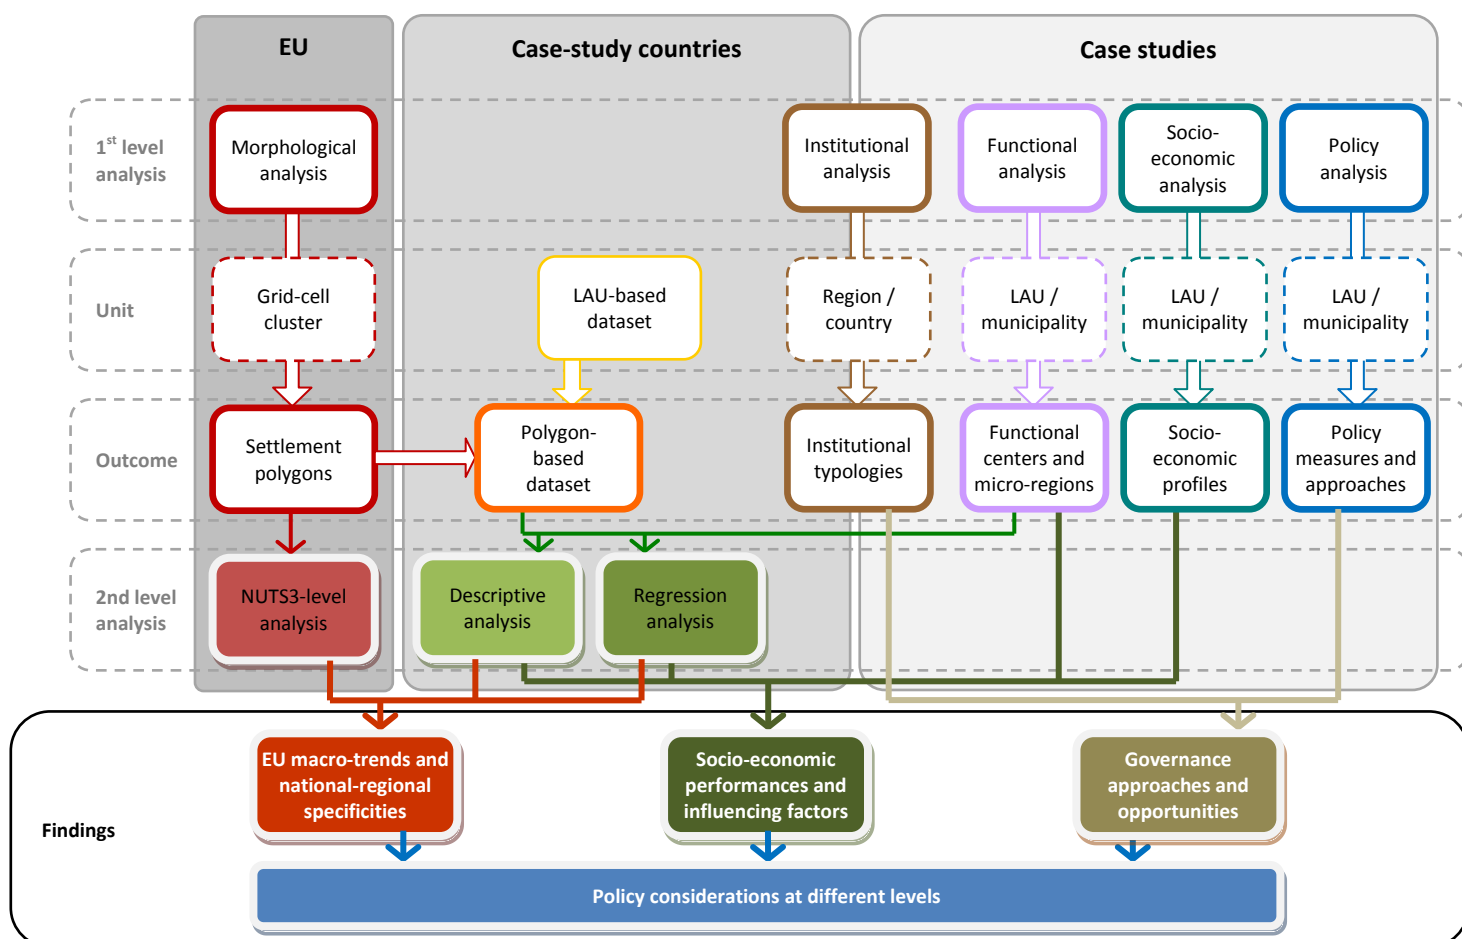 EU
Case-study countries
Case studies
1st level
analysis
Morphological
analysis
Institutional
analysis
Functional
analysis
Socio-
economic
analysis
Policy
analysis
Unit
Grid-cell
cluster
LAU-based
dataset
Region /
country
LAU /
municipality
LAU /
municipality
LAU /
municipality
Outcome
Settlement
polygons
Polygon-
based
dataset
Institutional
typologies
Functional
centers and
micro-regions
Socio-
economic
profiles
Policy
measures and
approaches
2nd level
analysis
NUTS3-level
analysis
Descriptive
analysis
Regression
analysis
Findings
EU macro-trends and
national-regional
specificities
Socio-economic
performances and
influencing factors
Governance
approaches and
opportunities
Policy considerations at different levels